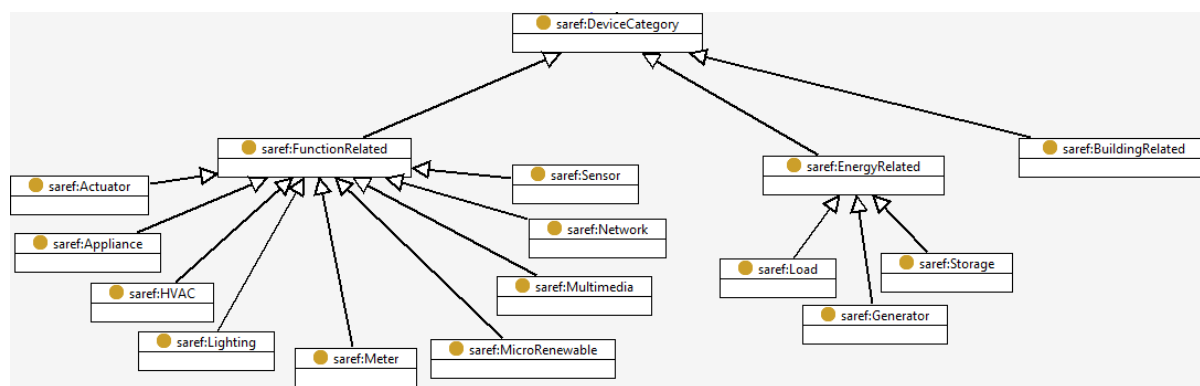 saref:DeviceCategory
saref:FunctionRelated
saref:BuildingRelated
saref:EnergyRelated
saref:Sensor
saref:Actuator
saref:Network
saref:Appliance
saref:Storage
saref:Load
saref:Multimedia
saref:HVAC
saref:Generator
saref:Lighting
saref:MicroRenewable
saref:Meter